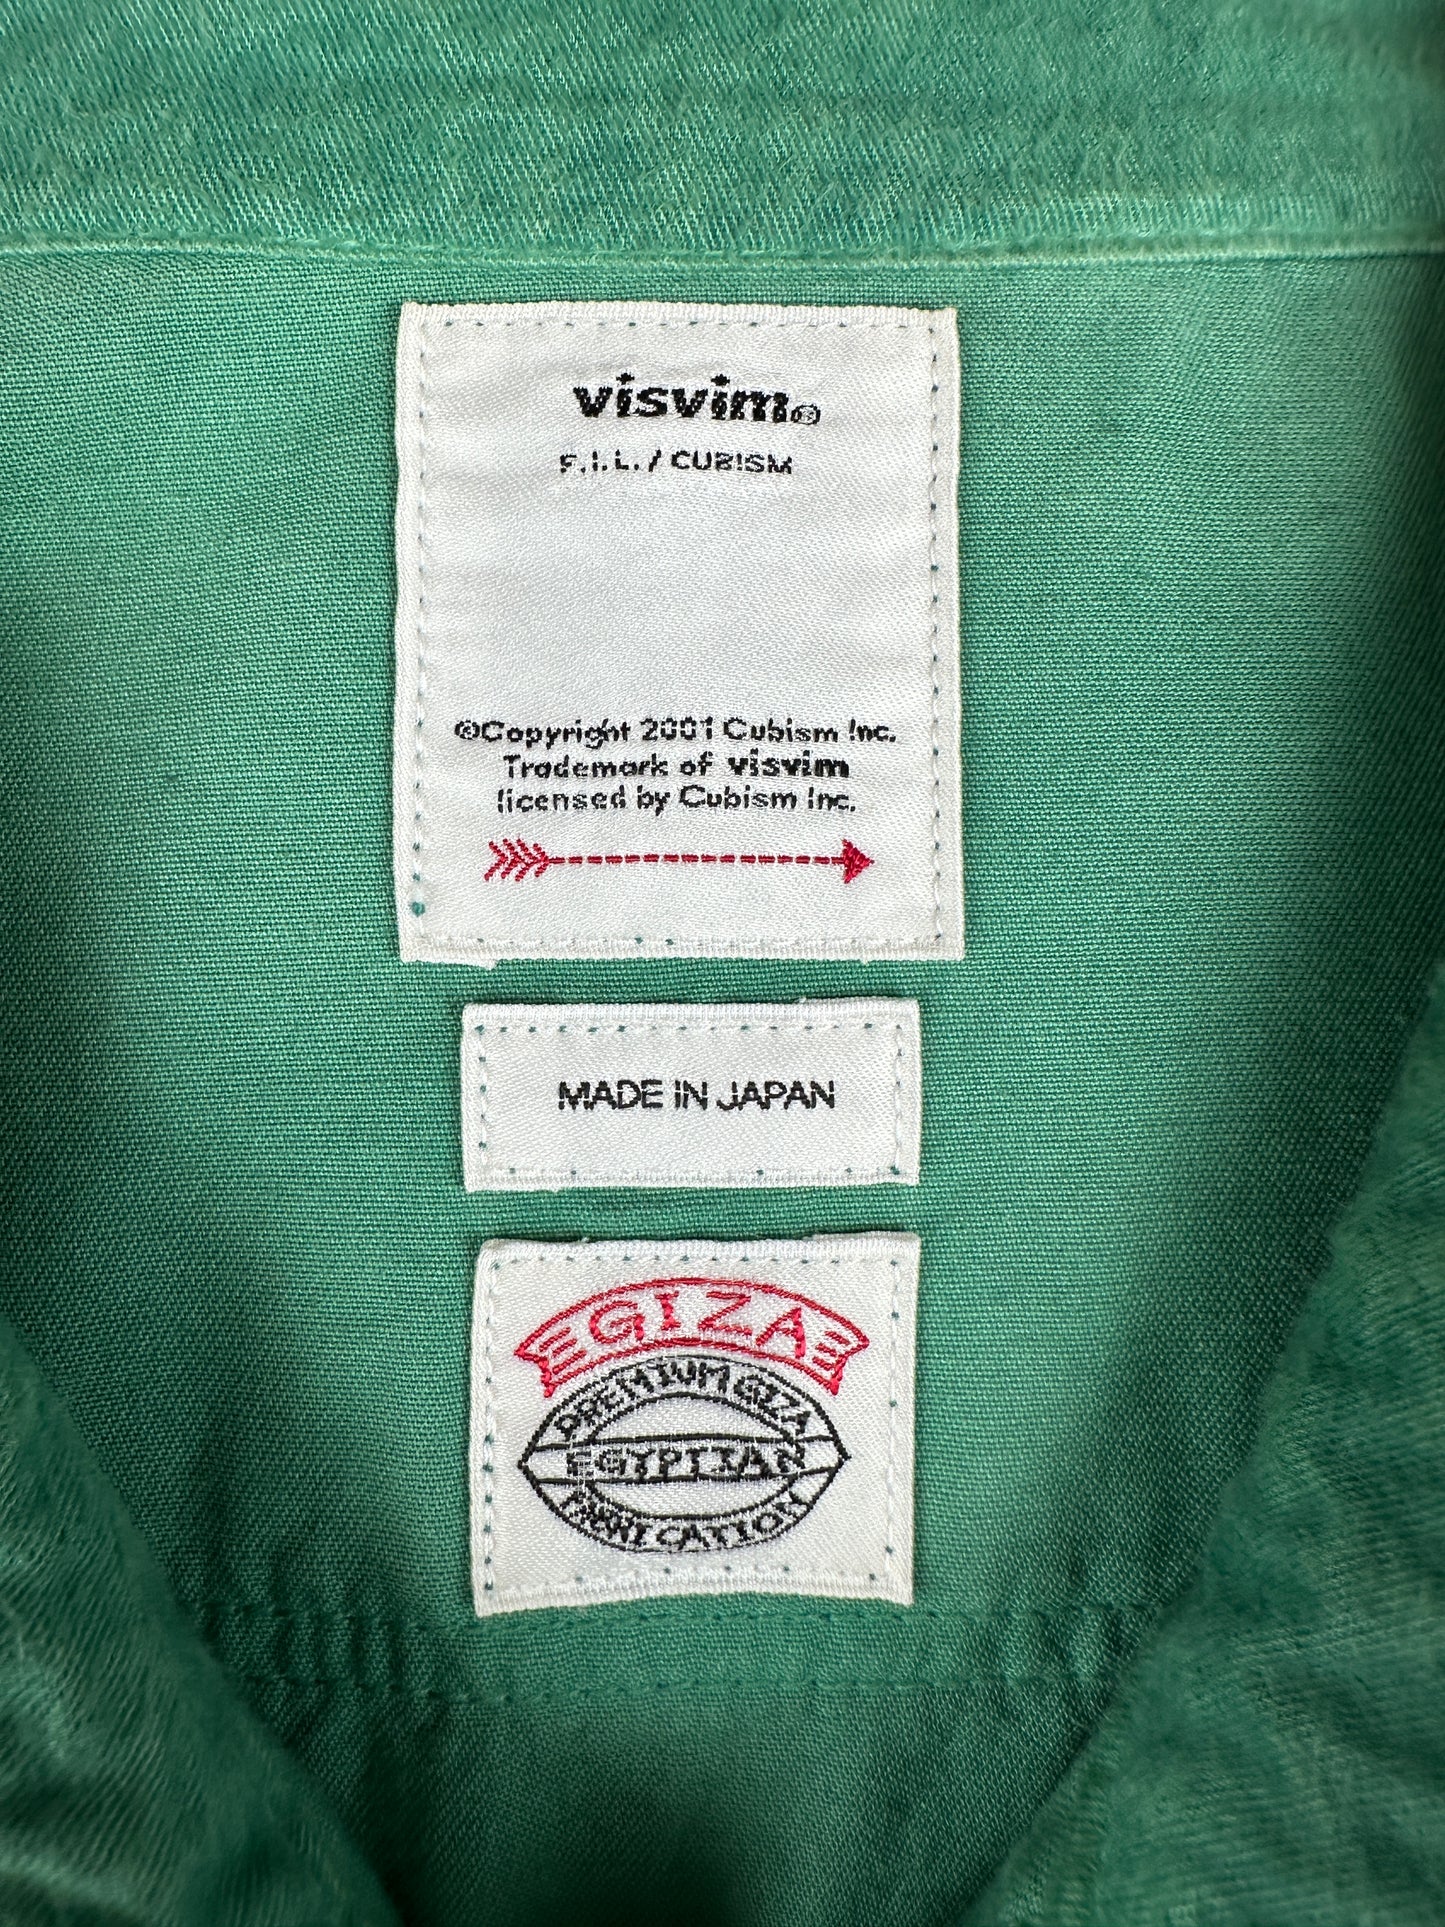 visvim®
F.I.L. / CUBISM
©Copyright 2001 Cubism Inc.
Trademark of visvim
licensed by Cubism Inc.
MADE IN JAPAN
GIZA
PREMIUM GIZA
EGYPTIAN
FABRICATION